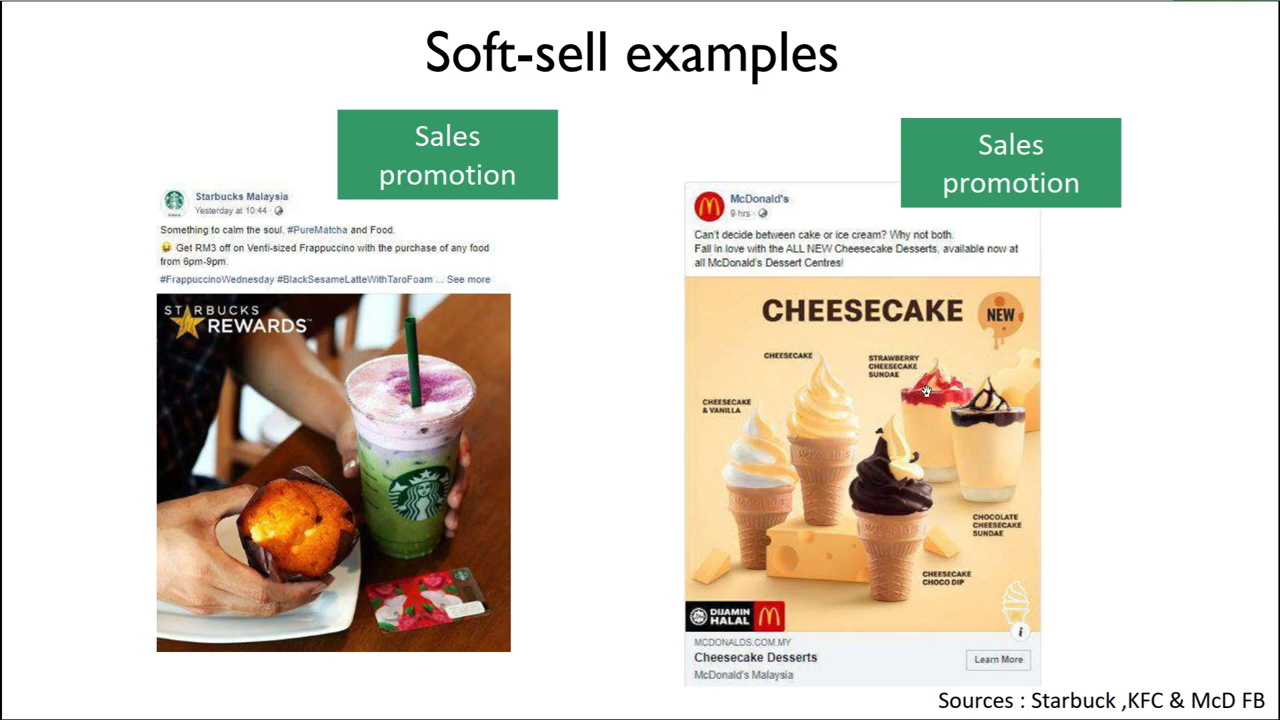 Soft-sell examples
Sales
promotion
Sales
promotion
Starbucks Malaysia
Yesterday at 10:44 ·
Something to calm the soul. #PureMatcha and Food.
Get RM3 off on Venti-sized Frappuccino with the purchase of any food
from 6pm-9pm.
#FrappuccinoWednesday #BlackSesameLatteWithTaroFoam ... See more
STARBUCKS
REWARDS™
McDonald's
9 hrs ·
Can't decide between cake or ice cream? Why not both.
Fall in love with the ALL NEW Cheesecake Desserts, available now at
all McDonald's Dessert Centres!
CHEESECAKE
NEW
CHEESECAKE
STRAWBERRY
CHEESECAKE
SUNDAE
CHEESECAKE
& VANILLA
CHOCOLATE
CHEESECAKE
SUNDAE
CHEESECAKE
CHOCO DIP
DIJAMIN
HALAL
MCDONALDS.COM.MY
Cheesecake Desserts
McDonald's Malaysia
Learn More
Sources : Starbuck ,KFC & McD FB